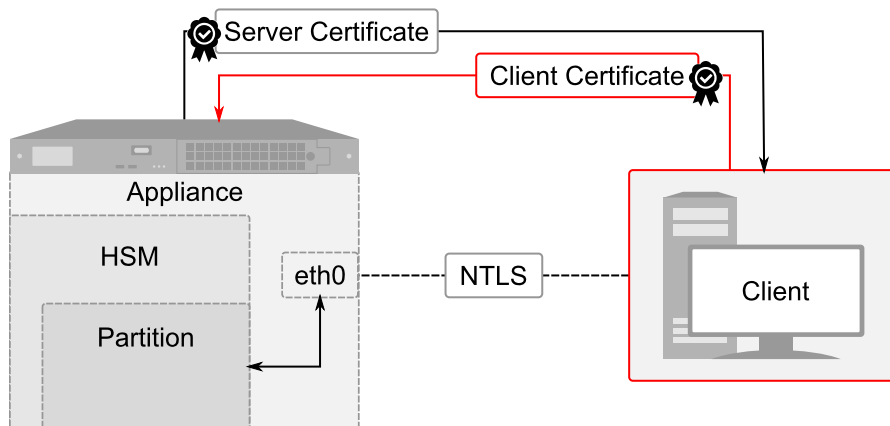 Server Certificate
Client Certificate
Appliance
HSM
eth0
NTLS
Client
Partition